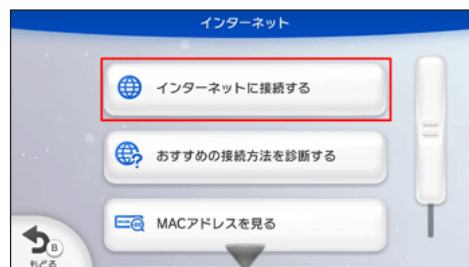 インターネット
インターネットに接続する
おすすめの接続方法を診断する
MACアドレスを見る
B
もどる